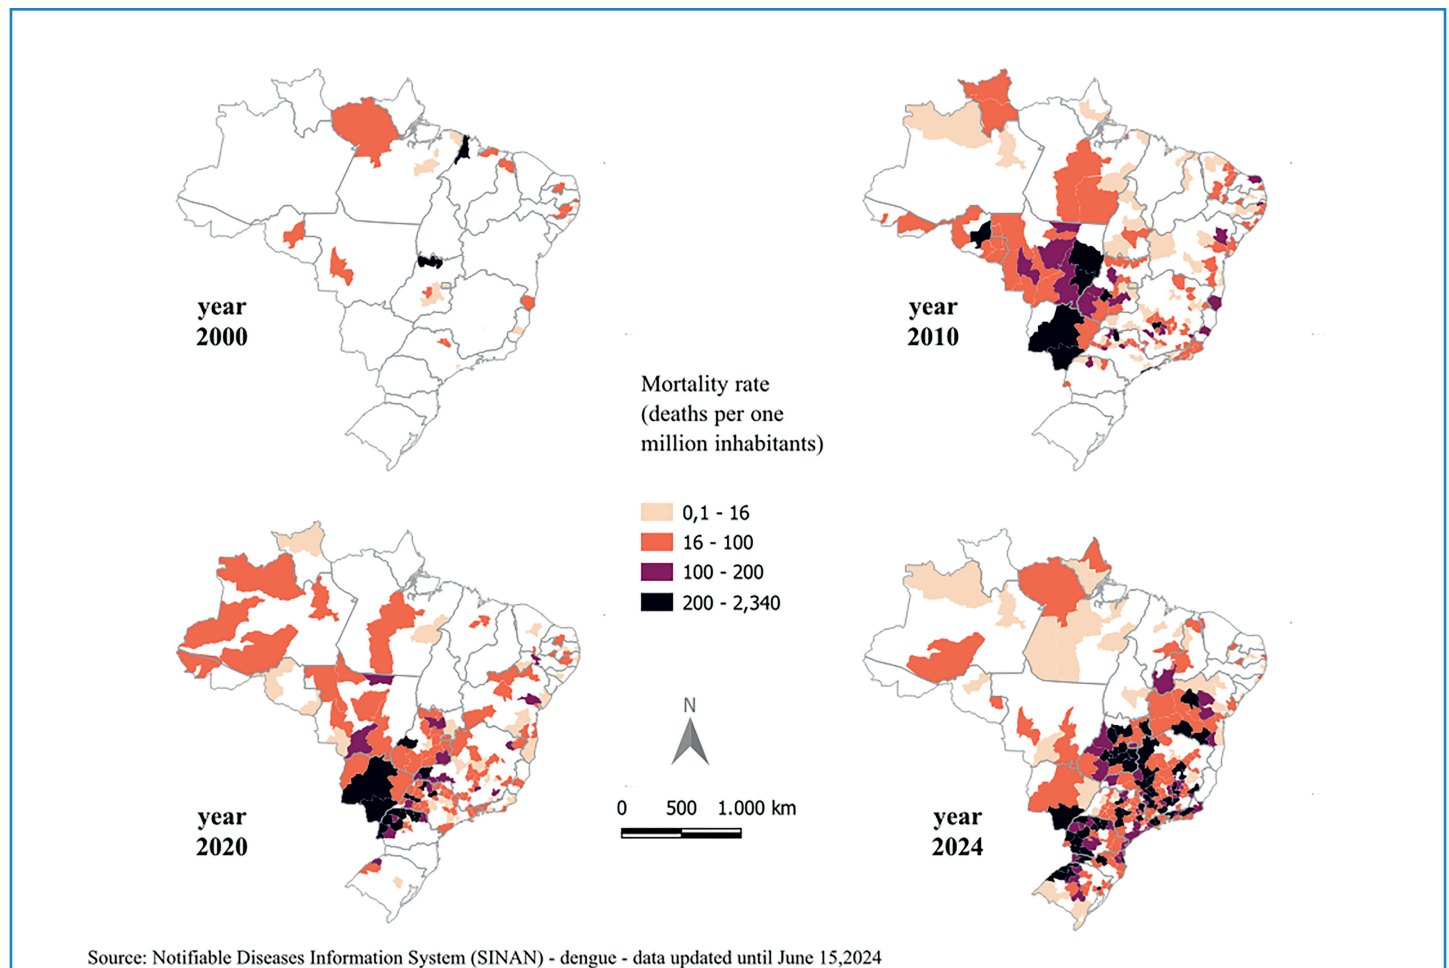 year
2000
year
2010
Mortality rate
(deaths per one
million inhabitants)
0,1 - 16
16 - 100
100 - 200
200 - 2,340
N
0 500 1.000 km
year
2020
year
2024
Source: Notifiable Diseases Information System (SINAN) - dengue - data updated until June 15,2024